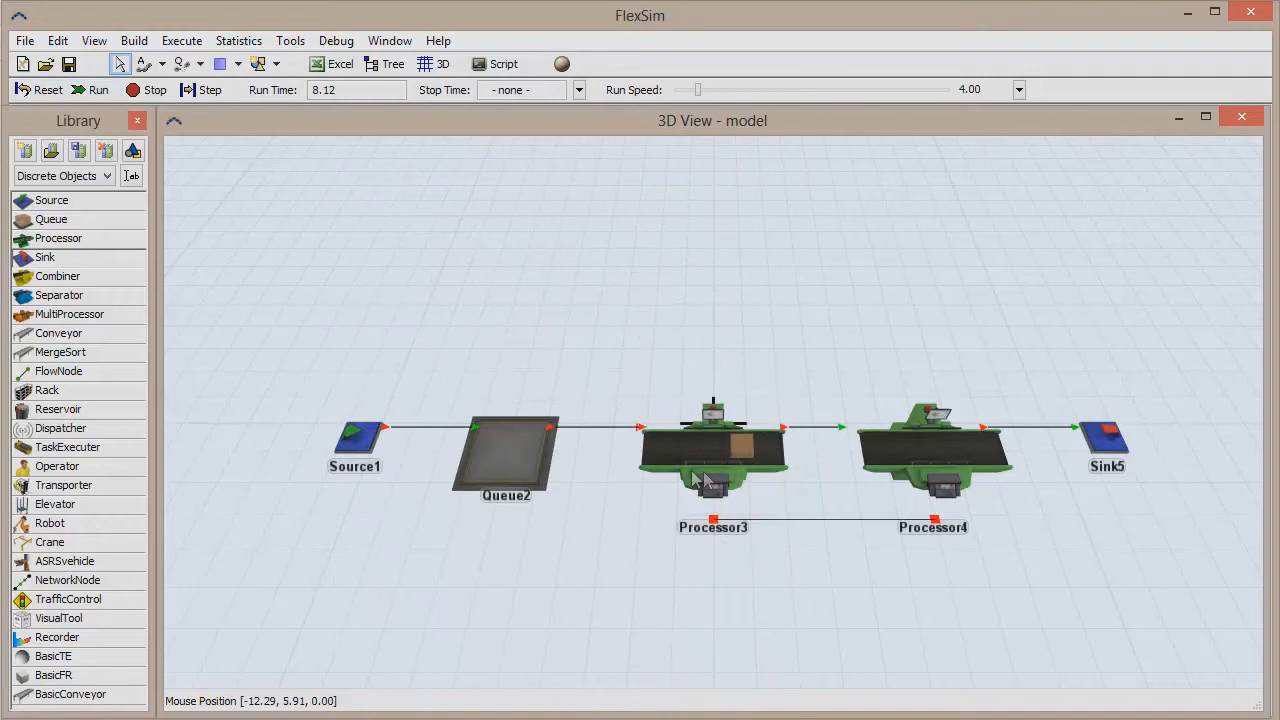 FlexSim
File Edit View Build Execute Statistics Tools Debug Window Help
Excel Tree 3D Script
Reset Run Stop Step Run Time: 8.12 Stop Time: - none - Run Speed: 4.00
Library
3D View - model
Discrete Objects
Source
Queue
Processor
Sink
Combiner
Separator
MultiProcessor
Conveyor
MergeSort
FlowNode
Rack
Reservoir
Dispatcher
TaskExecuter
Operator
Transporter
Elevator
Robot
Crane
ASRSvehicle
NetworkNode
TrafficControl
VisualTool
Recorder
BasicTE
BasicFR
BasicConveyor
Source1
Queue2
Processor3
Processor4
Sink5
Mouse Position [-12.29, 5.91, 0.00]